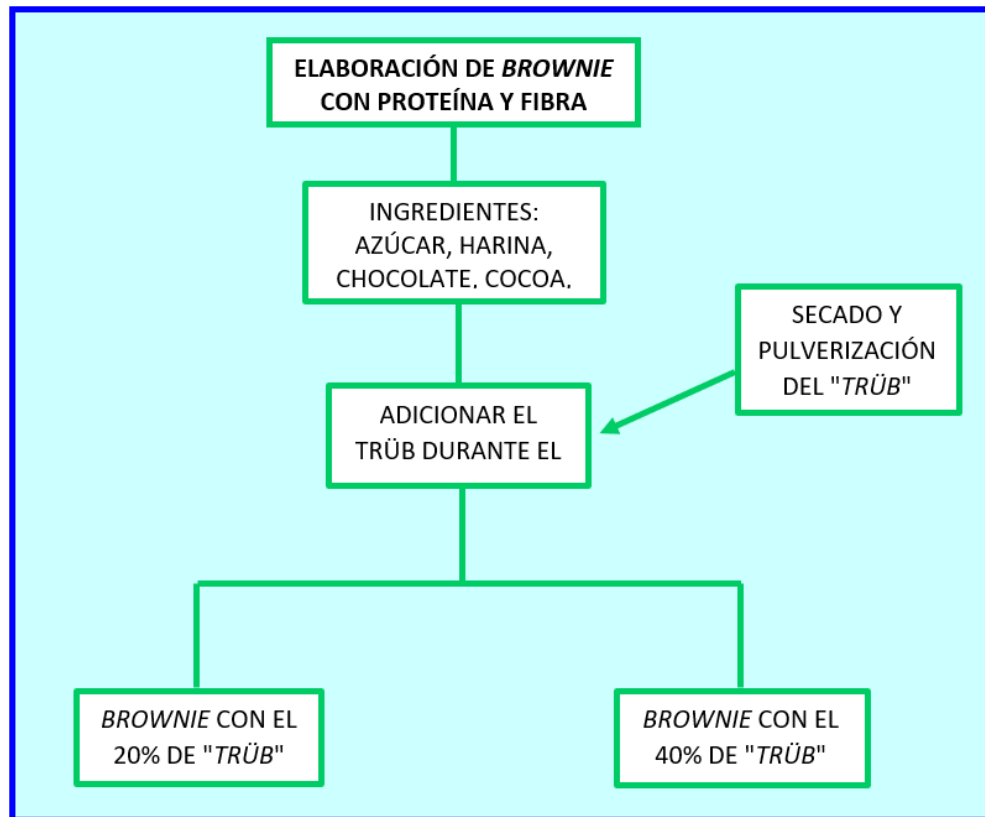 ELABORACIÓN DE BROWNIE
CON PROTEÍNA Y FIBRA
INGREDIENTES:
AZÚCAR, HARINA,
CHOCOLATE, COCOA,
SECADO Y
PULVERIZACIÓN
DEL "TRÜB"
ADICIONAR EL
TRÜB DURANTE EL
BROWNIE CON EL
20% DE "TRÜB"
BROWNIE CON EL
40% DE "TRÜB"